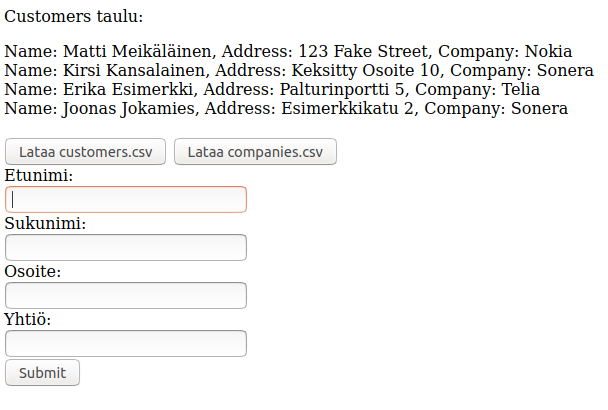 Customers taulu:
Name: Matti Meikäläinen, Address: 123 Fake Street, Company: Nokia
Name: Kirsi Kansalainen, Address: Keksitty Osoite 10, Company: Sonera
Name: Erika Esimerkki, Address: Palturinportti 5, Company: Telia
Name: Joonas Jokamies, Address: Esimerkkikatu 2, Company: Sonera
Lataa customers.csv Lataa companies.csv
Etunimi:
Sukunimi:
Osoite:
Yhtiö:
Submit